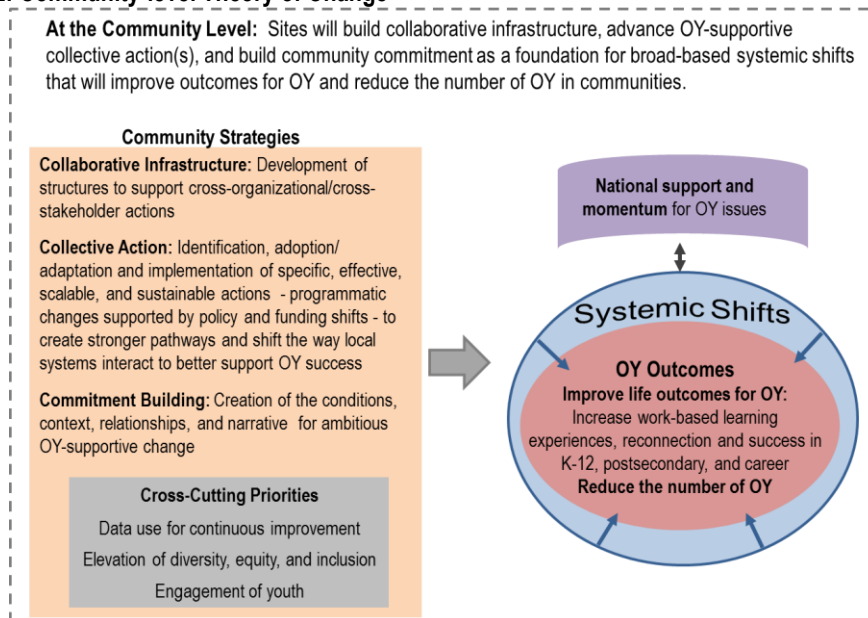 At the Community Level: Sites will build collaborative infrastructure, advance OY-supportive
collective action(s), and build community commitment as a foundation for broad-based systemic shifts
that will improve outcomes for OY and reduce the number of OY in communities.
Community Strategies
Collaborative Infrastructure: Development of
structures to support cross-organizational/cross-
stakeholder actions
Collective Action: Identification, adoption/
adaptation and implementation of specific, effective,
scalable, and sustainable actions - programmatic
changes supported by policy and funding shifts - to
create stronger pathways and shift the way local
systems interact to better support OY success
Commitment Building: Creation of the conditions,
context, relationships, and narrative for ambitious
OY-supportive change
Cross-Cutting Priorities
Data use for continuous improvement
Elevation of diversity, equity, and inclusion
Engagement of youth
National support and
momentum for OY issues
Systemic Shifts
OY Outcomes
Improve life outcomes for OY:
Increase work-based learning
experiences, reconnection and success in
K-12, postsecondary, and career
Reduce the number of OY